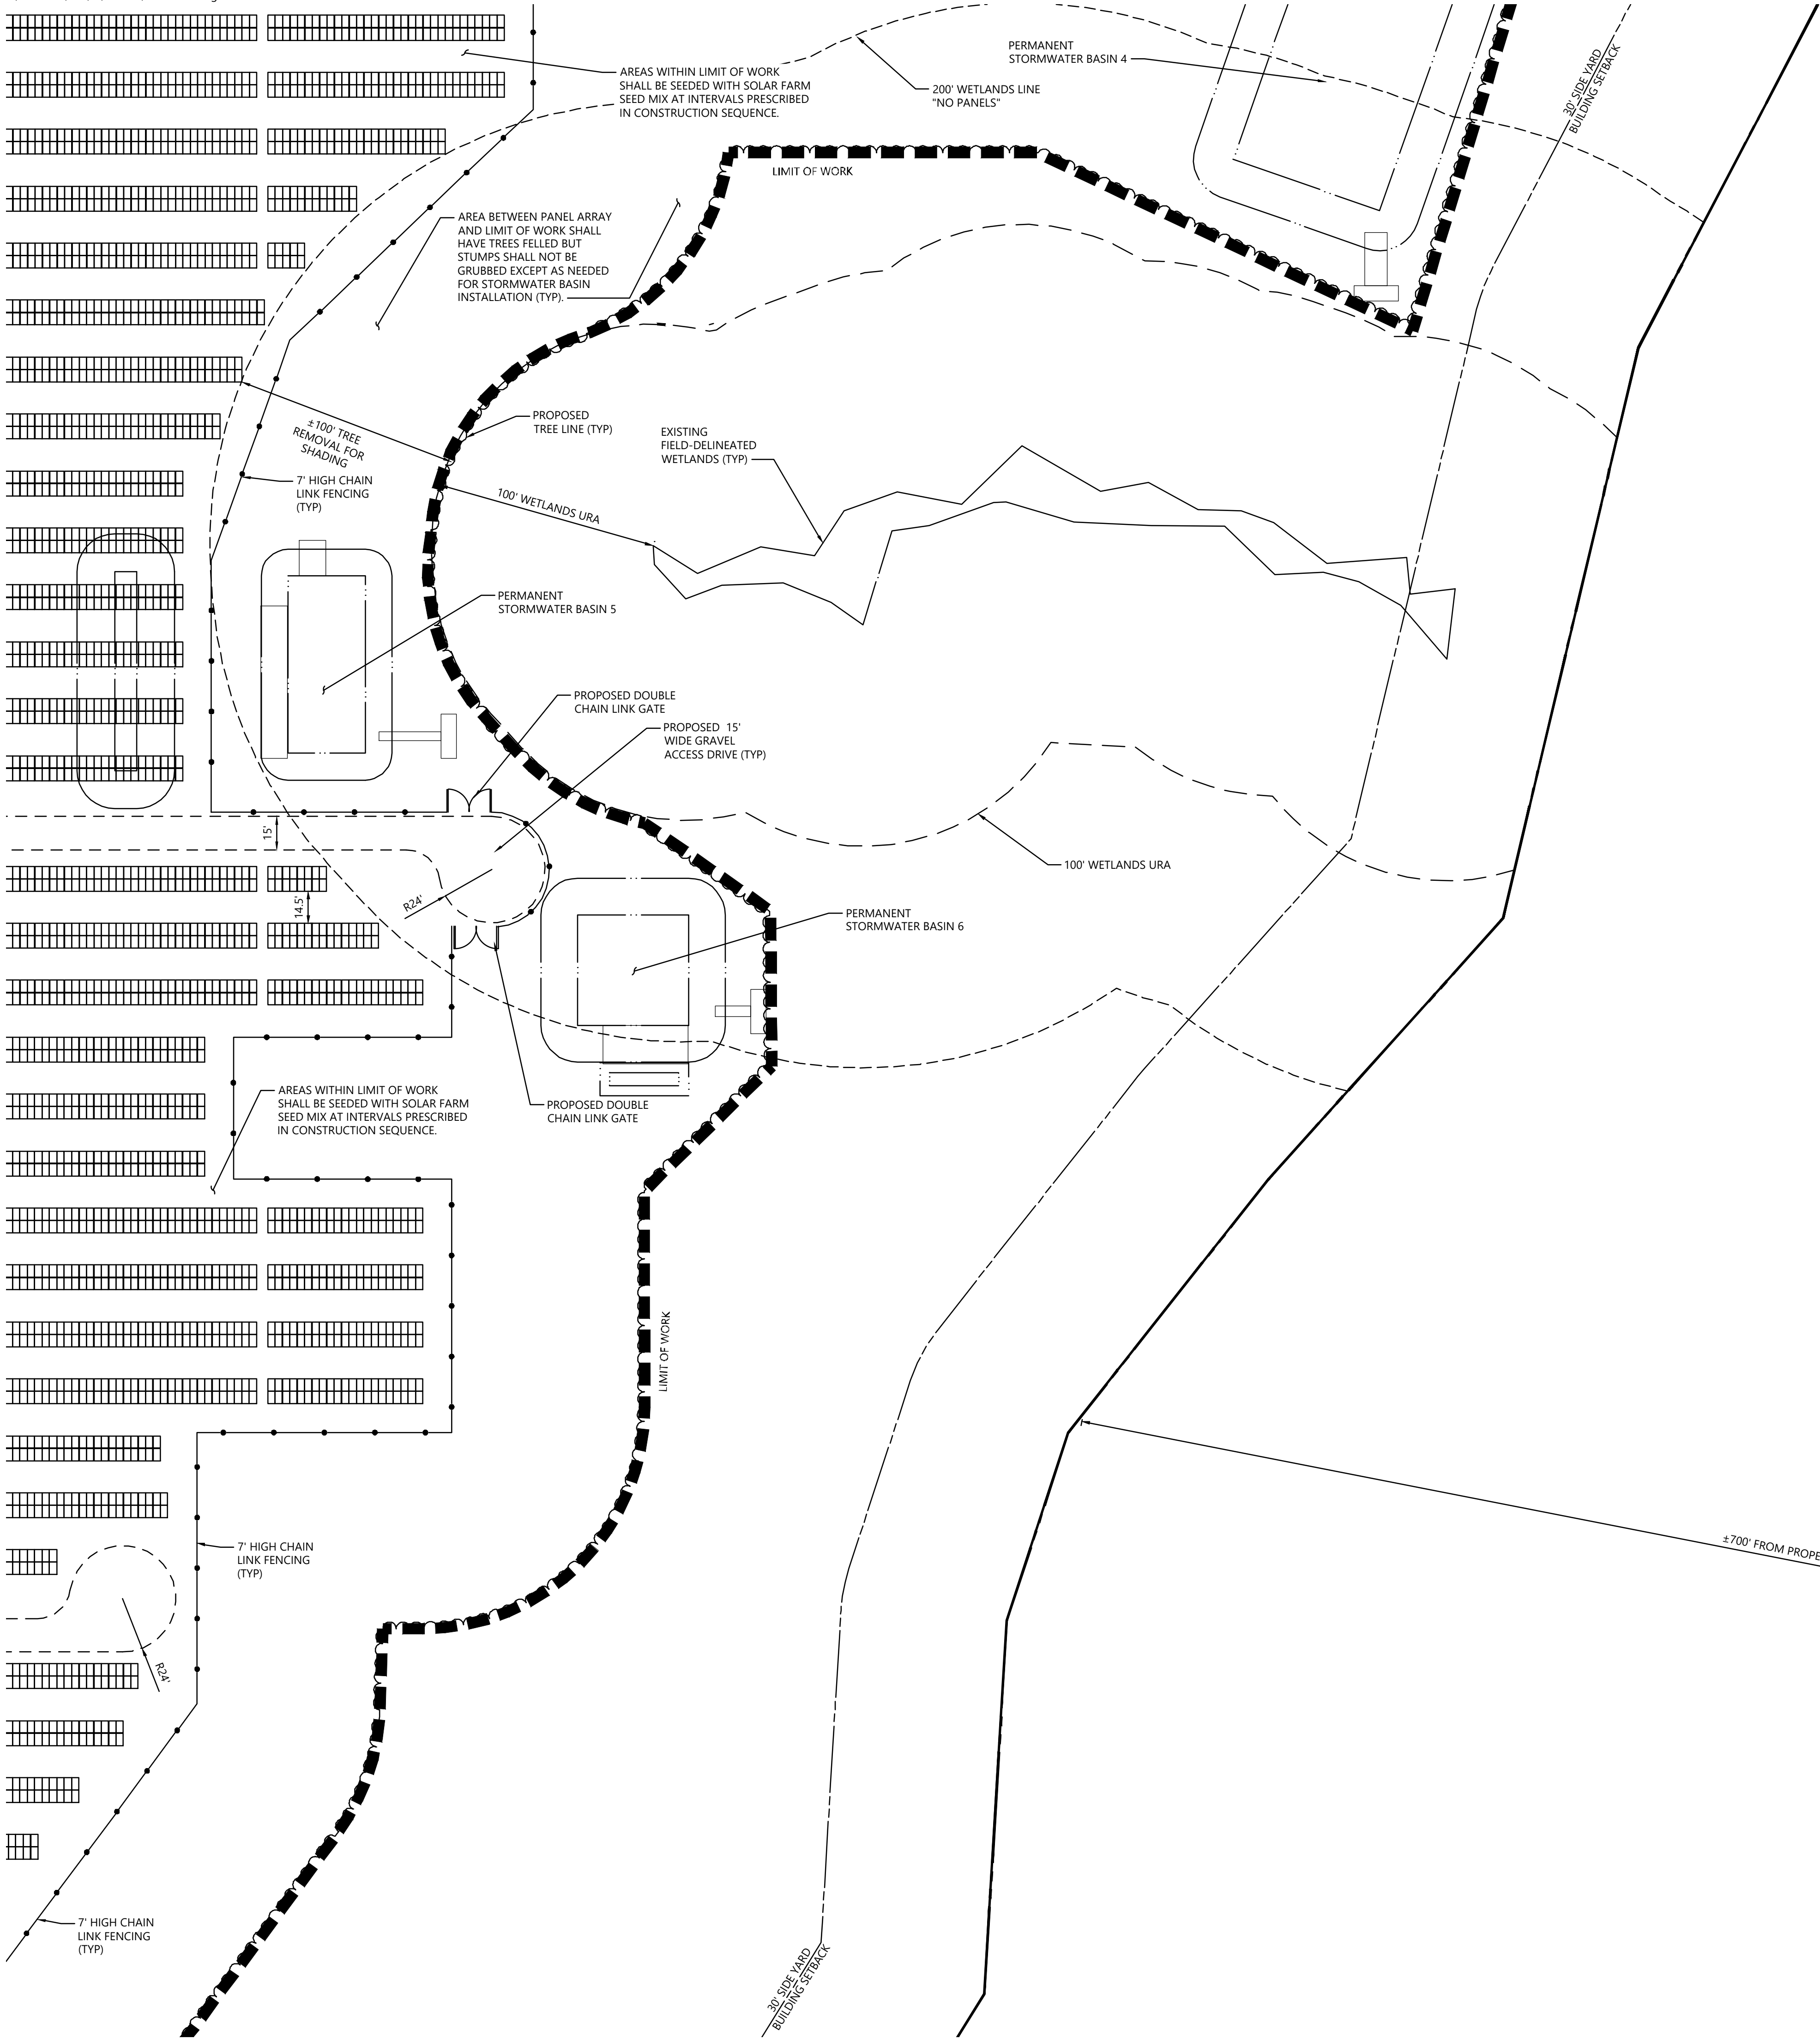 AREAS WITHIN LIMIT OF WORK
SHALL BE SEEDED WITH SOLAR FARM
SEED MIX AT INTERVALS PRESCRIBED
IN CONSTRUCTION SEQUENCE.
200' WETLANDS LINE
"NO PANELS"
PERMANENT
STORMWATER BASIN 4
30' SIDE YARD
BUILDING SETBACK
LIMIT OF WORK
AREA BETWEEN PANEL ARRAY
AND LIMIT OF WORK SHALL
HAVE TREES FELLED BUT
STUMPS SHALL NOT BE
GRUBBED EXCEPT AS NEEDED
FOR STORMWATER BASIN
INSTALLATION (TYP).
PROPOSED
TREE LINE (TYP)
EXISTING
FIELD-DELINEATED
WETLANDS (TYP)
±100' TREE
REMOVAL FOR
SHADING
7' HIGH CHAIN
LINK FENCING
(TYP)
100' WETLANDS URA
PERMANENT
STORMWATER BASIN 5
PROPOSED DOUBLE
CHAIN LINK GATE
PROPOSED 15'
WIDE GRAVEL
ACCESS DRIVE (TYP)
15'
100' WETLANDS URA
R24'
14.5'
PERMANENT
STORMWATER BASIN 6
AREAS WITHIN LIMIT OF WORK
SHALL BE SEEDED WITH SOLAR FARM
SEED MIX AT INTERVALS PRESCRIBED
IN CONSTRUCTION SEQUENCE.
PROPOSED DOUBLE
CHAIN LINK GATE
LIMIT OF WORK
±700' FROM PROPE
7' HIGH CHAIN
LINK FENCING
(TYP)
R24'
7' HIGH CHAIN
LINK FENCING
(TYP)
30' SIDE YARD
BUILDING SETBACK